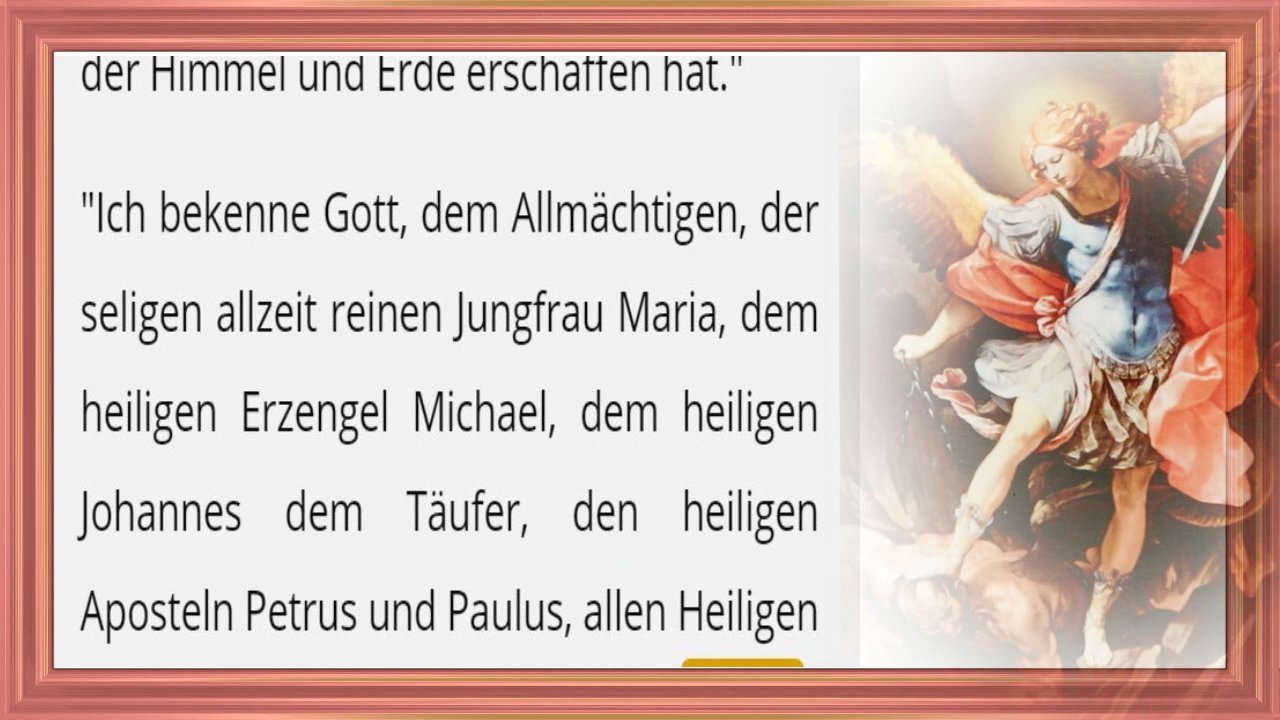 der Himmel und Erde erschaffen hat."
"Ich bekenne Gott, dem Allmächtigen, der
seligen allzeit reinen Jungfrau Maria, dem
heiligen Erzengel Michael, dem heiligen
Johannes dem Täufer, den heiligen
Aposteln Petrus und Paulus, allen Heiligen